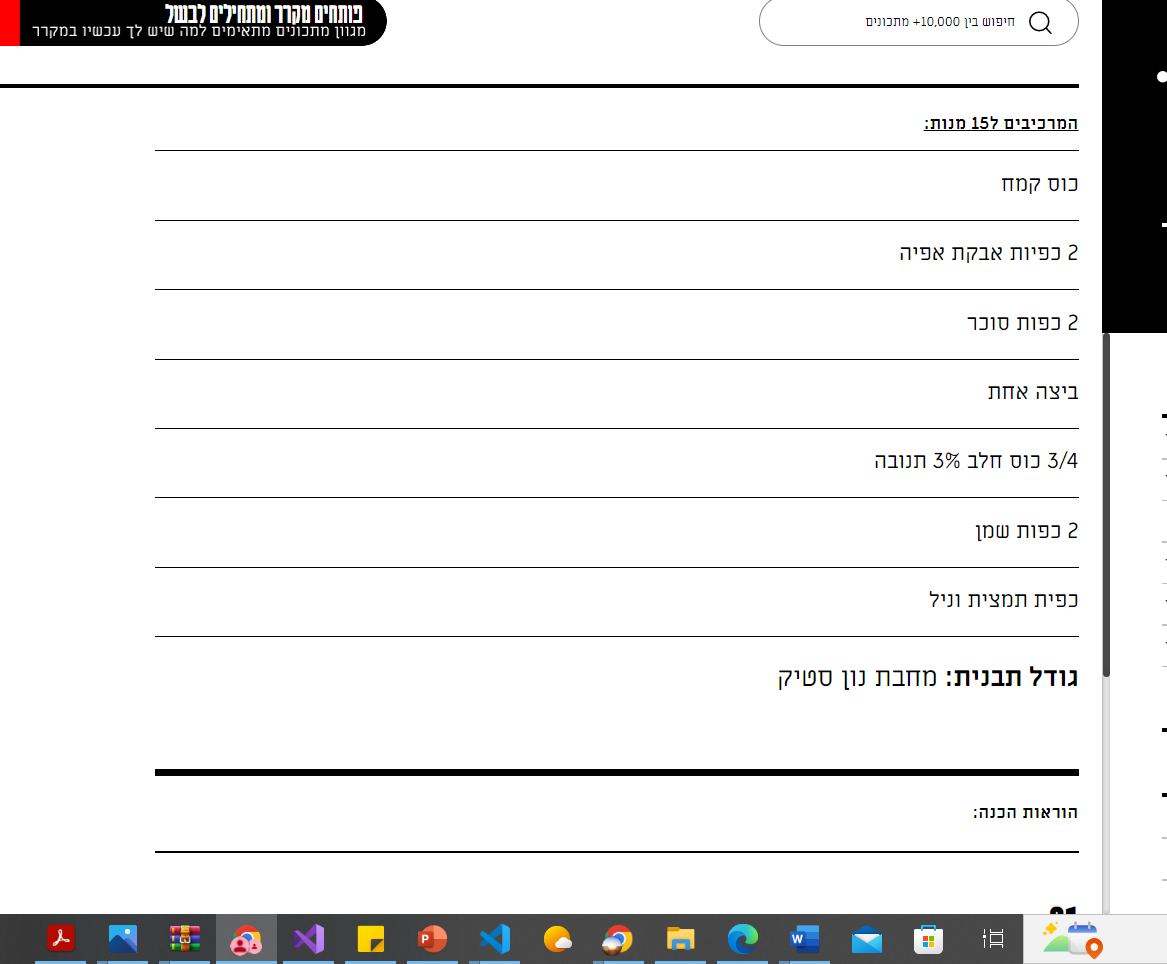 פותחים מקרר ומתחילים לבשל
מגוון מתכונים מתאימים למה שיש לך עכשיו במקרר
חיפוש בין 10,000+ מתכונים
המרכיבים ל15 מנות:
כוס קמח
2 כפיות אבקת אפיה
2 כפות סוכר
ביצה אחת
3/4 כוס חלב 3% תנובה
2 כפות שמן
כפית תמצית וניל
גודל תבנית: מחבת נון סטיק
הוראות הכנה: